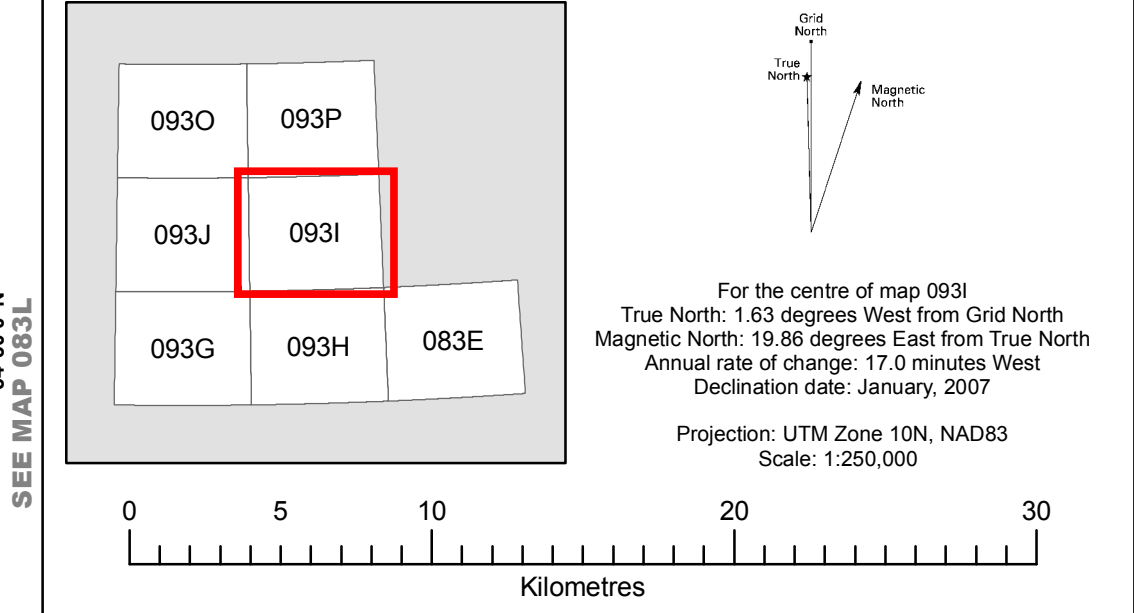 Grid
North
True
North
Magnetic
North
093O
093P
093J
093I
093G
093H
083E
SEE MAP 083L
For the centre of map 093I
True North: 1.63 degrees West from Grid North
Magnetic North: 19.86 degrees East from True North
Annual rate of change: 17.0 minutes West
Declination date: January, 2007
Projection: UTM Zone 10N, NAD83
Scale: 1:250,000
0 5 10 20 30
Kilometres